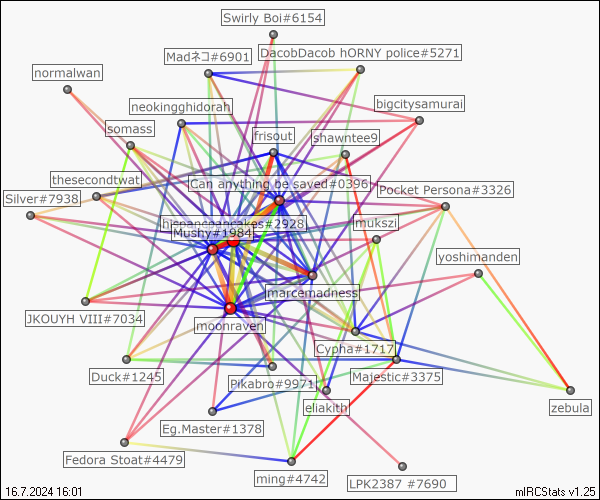 Swirly Boi#6154
DacobDacob hORNY police#5271
Madネコ#6901
normalwan
neokingghidorah
bigcitysamurai
somass
frisout
shawntee9
thesecondtwat
Can anything be saved#0396
Silver#7938
Pocket Persona#3326
hispancpancakes#2928
Mushy#1984
mukszi
yoshimanden
marcemadness
JKOUYH VIII#7034
moonraven
Cypha#1717
Duck#1245
Pikabro#9971
Majestic#3375
eliakith
zebula
Eg.Master#1378
Fedora Stoat#4479
ming#4742
LPK2387 #7690
16.7.2024 16:01
mIRCStats v1.25